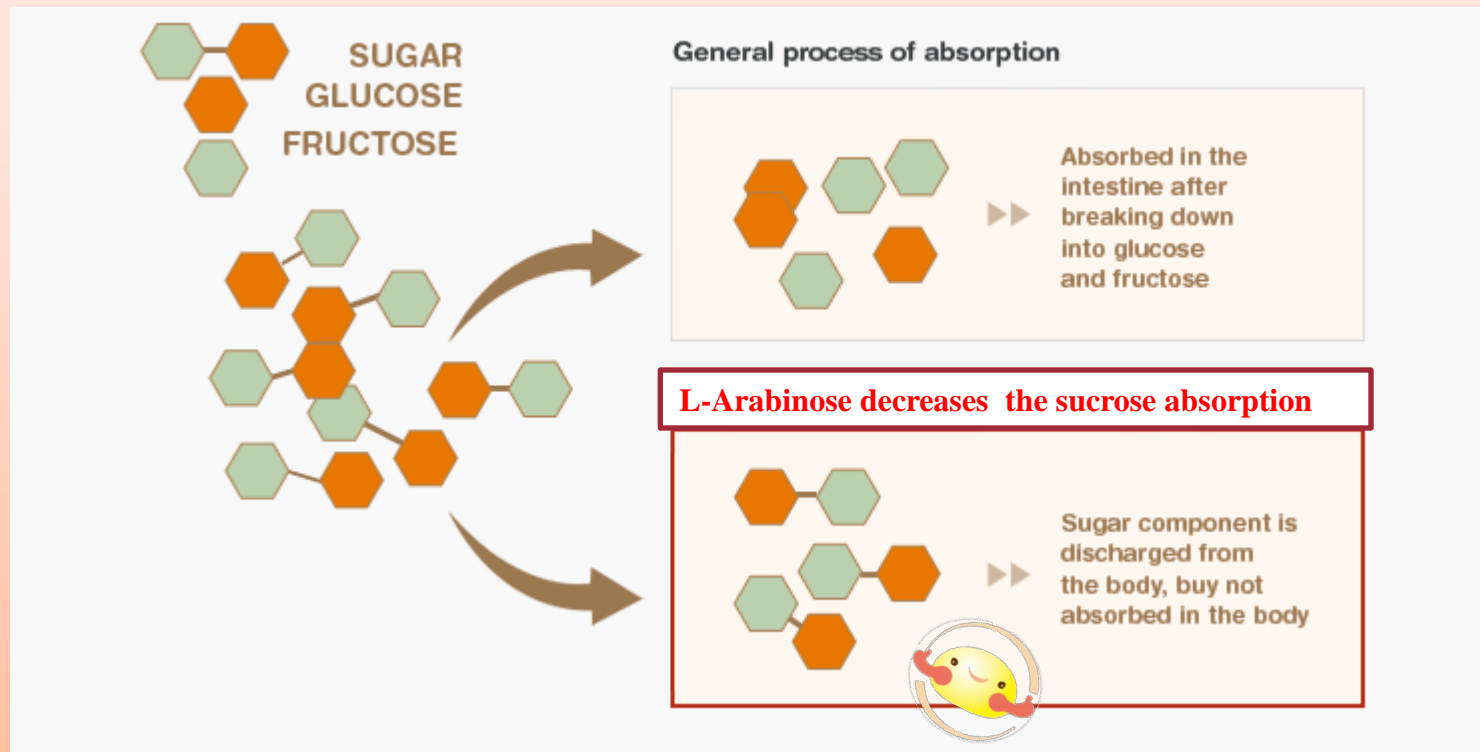 SUGAR
GLUCOSE
FRUCTOSE
General process of absorption
Absorbed in the
intestine after
breaking down
into glucose
and fructose
L-Arabinose decreases the sucrose absorption
Sugar component is
discharged from
the body, buy not
absorbed in the body